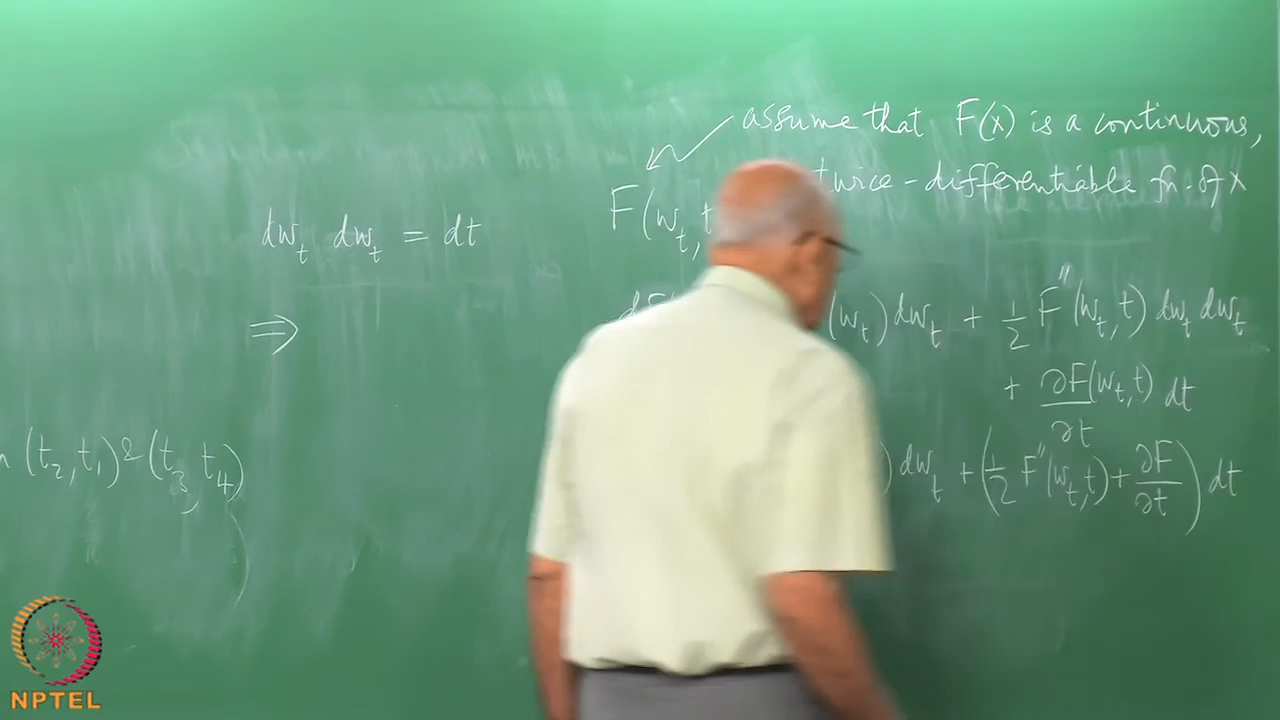 assume that F(x) is a continuous,
twice-differentiable fn. of x
F(w_t, t
dw_t dw_t = dt
⇒
(w_t) dw_t + 1/2 F''(w_t, t) dw_t dw_t
+ ∂F(w_t, t)/∂t dt
(t_2, t_1) & (t_3, t_4)
) dw_t + (1/2 F''(w_t, t) + ∂F/∂t) dt
NPTEL